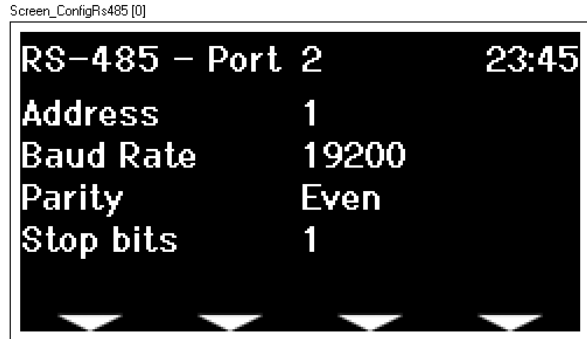 Screen_ConfigRs485 [0]
RS-485 - Port 2 23:45
Address 1
Baud Rate 19200
Parity Even
Stop bits 1